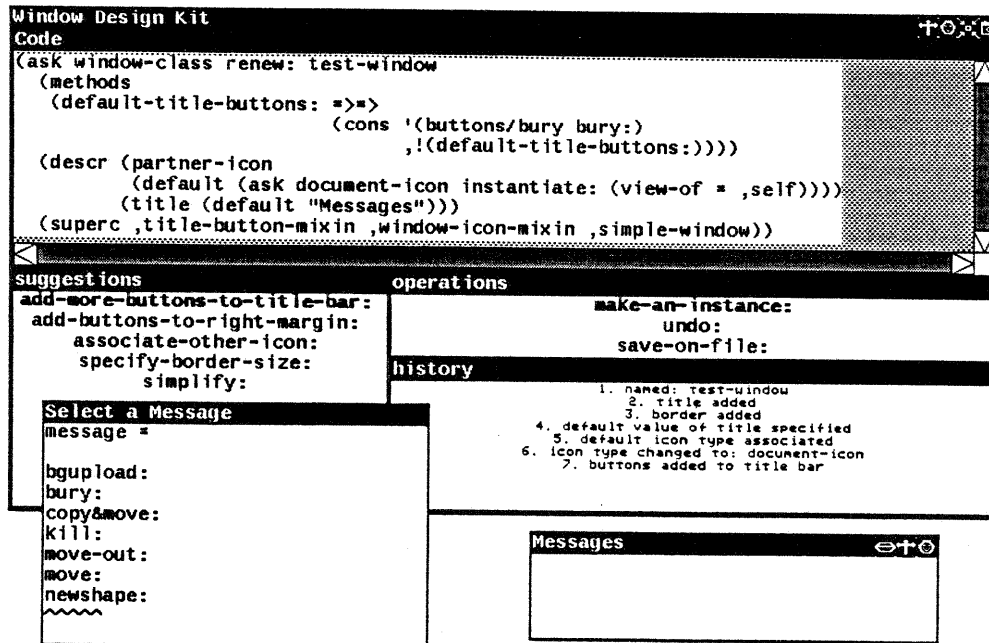 Window Design Kit
Code
(ask window-class renew: test-window
(methods
(default-title-buttons: =>=>
(cons '(buttons/bury bury:)
,!(default-title-buttons:))))
(descr (partner-icon
(default (ask document-icon instantiate: (view-of = ,self))))
(title (default "Messages")))
(superc ,title-button-mixin ,window-icon-mixin ,simple-window))
suggestions
add-more-buttons-to-title-bar:
add-buttons-to-right-margin:
associate-other-icon:
specify-border-size:
simplify:
operations
make-an-instance:
undo:
save-on-file:
history
1. named: test-window
2. title added
3. border added
4. default value of title specified
5. default icon type associated
6. icon type changed to: document-icon
7. buttons added to title bar
Select a Message
message =
bgupload:
bury:
copy&move:
kill:
move-out:
move:
newshape:
Messages